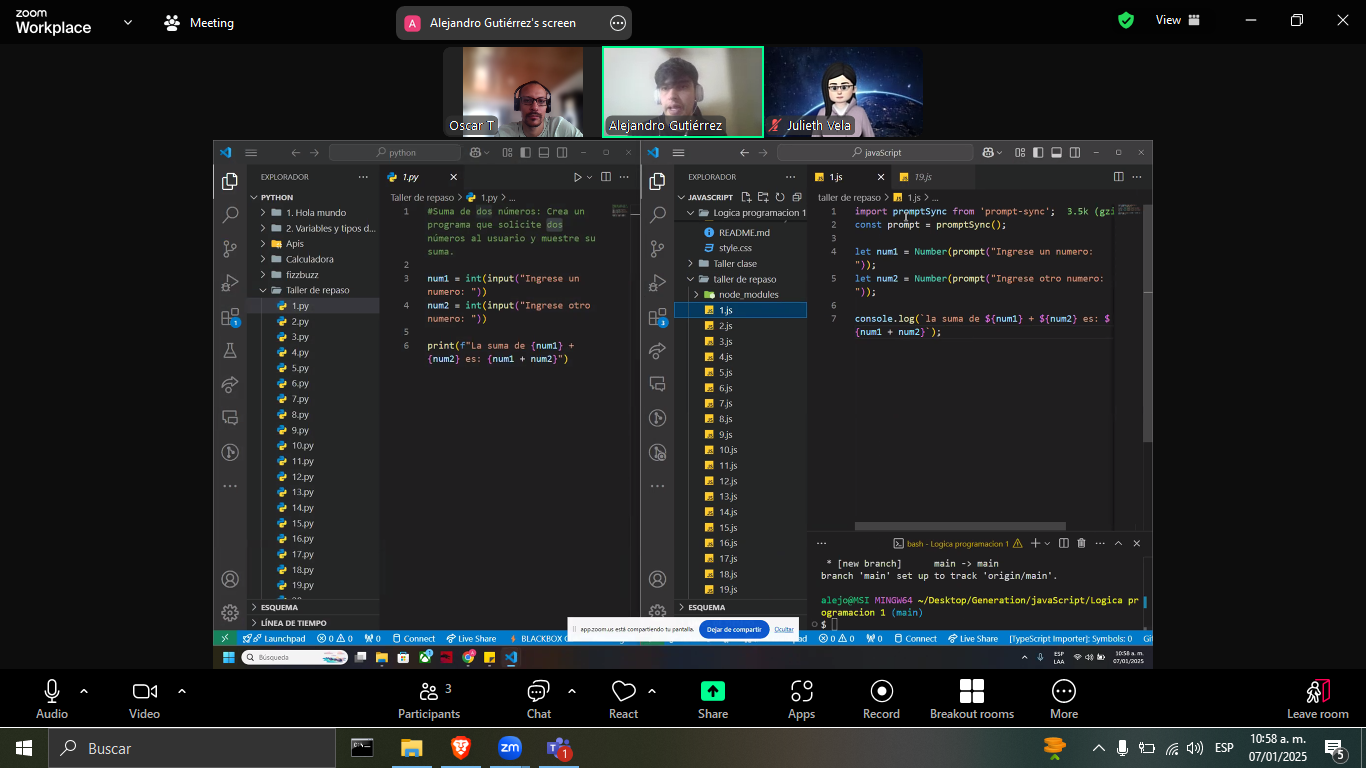 zoom
Workplace
Meeting
A Alejandro Gutiérrez's screen
View
Oscar T
Alejandro Gutiérrez
Julieth Vela
python
EXPLORADOR
1.py
PYTHON
Taller de repaso > 1.py > ...
1. Hola mundo
2. Variables y tipos d...
Apis
Calculadora
fizzbuzz
Taller de repaso
1.py
2.py
3.py
4.py
5.py
6.py
7.py
8.py
9.py
10.py
11.py
12.py
13.py
14.py
15.py
16.py
17.py
18.py
19.py
ESQUEMA
LÍNEA DE TIEMPO
1 #Suma de dos números: Crea un
programa que solicite dos
números al usuario y muestre su
suma.
2
3 num1 = int(input("Ingrese un
numero: "))
4 num2 = int(input("Ingrese otro
numero: "))
5
6 print(f"La suma de {num1} +
{num2} es: {num1 + num2}")
javaScript
EXPLORADOR
1.js
19.js
JAVASCRIPT
taller de repaso > 1.js > ...
Logica programacion 1
README.md
style.css
Taller clase
taller de repaso
node_modules
1.js
2.js
3.js
4.js
5.js
6.js
7.js
8.js
9.js
10.js
11.js
12.js
13.js
14.js
15.js
16.js
17.js
18.js
19.js
ESQUEMA
1 import promptSync from 'prompt-sync'; 3.5k (gzi
2 const prompt = promptSync();
3
4 let num1 = Number(prompt("Ingrese un numero:
"));
5 let num2 = Number(prompt("Ingrese otro numero:
"));
6
7 console.log(`la suma de ${num1} + ${num2} es: $
{num1 + num2}`);
bash - Logica programacion 1
* [new branch] main -> main
branch 'main' set up to track 'origin/main'.
alejo@MSI MINGW64 ~/Desktop/Generation/javaScript/Logica pr
ogramacion 1 (main)
$
app.zoom.us está compartiendo tu pantalla. Dejar de compartir Ocultar
Launchpad 0 0 0 Connect Live Share BLACKBOX
0 0 0 Connect Live Share [TypeScript Importer]: Symbols: 0
Búsqueda
ESP
LAA
10:58 a. m.
07/01/2025
Audio
Video
Participants 3
Chat
React
Share
Apps
Record
Breakout rooms
More
Leave room
Buscar
zm
1
ESP
10:58 a. m.
07/01/2025
5